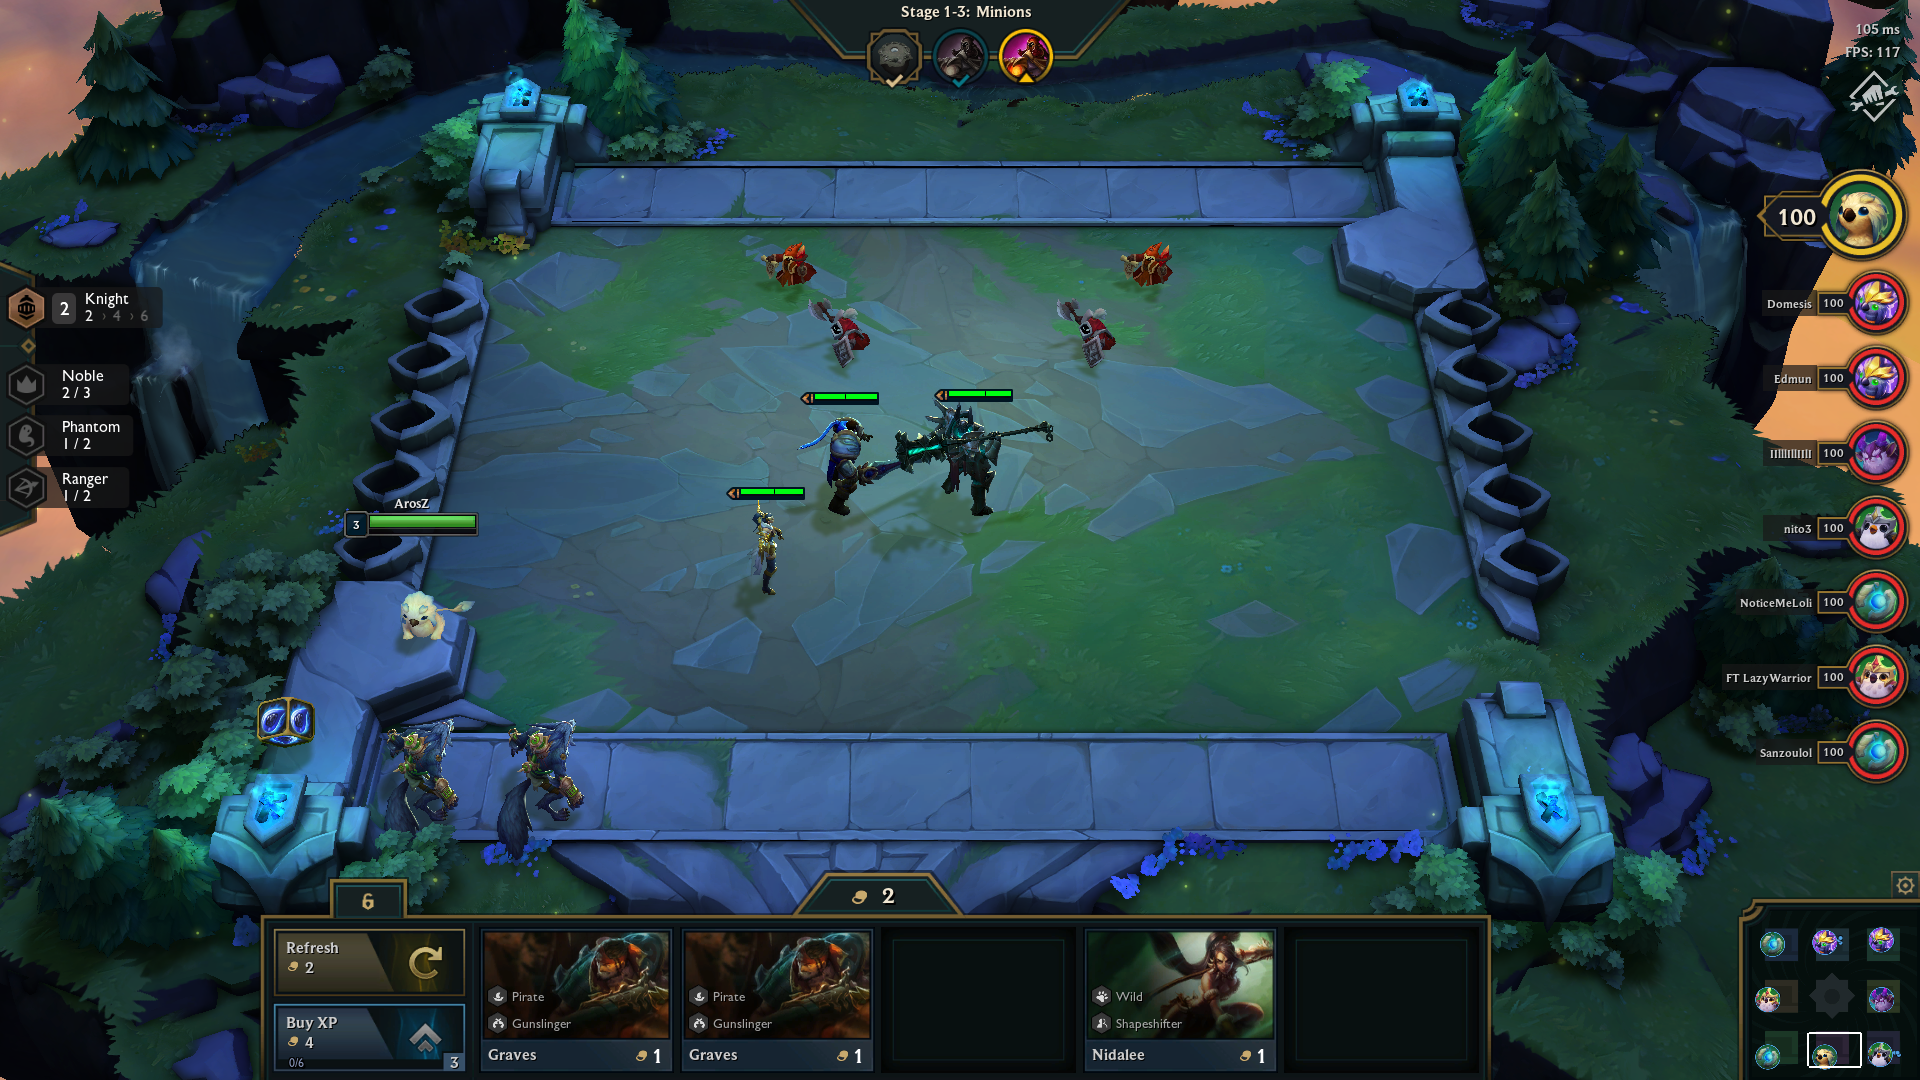 Stage 1-3: Minions
105 ms
FPS: 117
100
Domesis 100
Edmun 100
100
nito3 100
NoticeMeLoli 100
FT LazyWarrior 100
Sanzoulol 100
2
Knight
2 › 4 › 6
Noble
2 / 3
Phantom
1 / 2
Ranger
1 / 2
ArosZ
3
6
2
Refresh
2
Buy XP
4
0/6
3
Pirate
Gunslinger
Graves 1
Pirate
Gunslinger
Graves 1
Wild
Shapeshifter
Nidalee 1